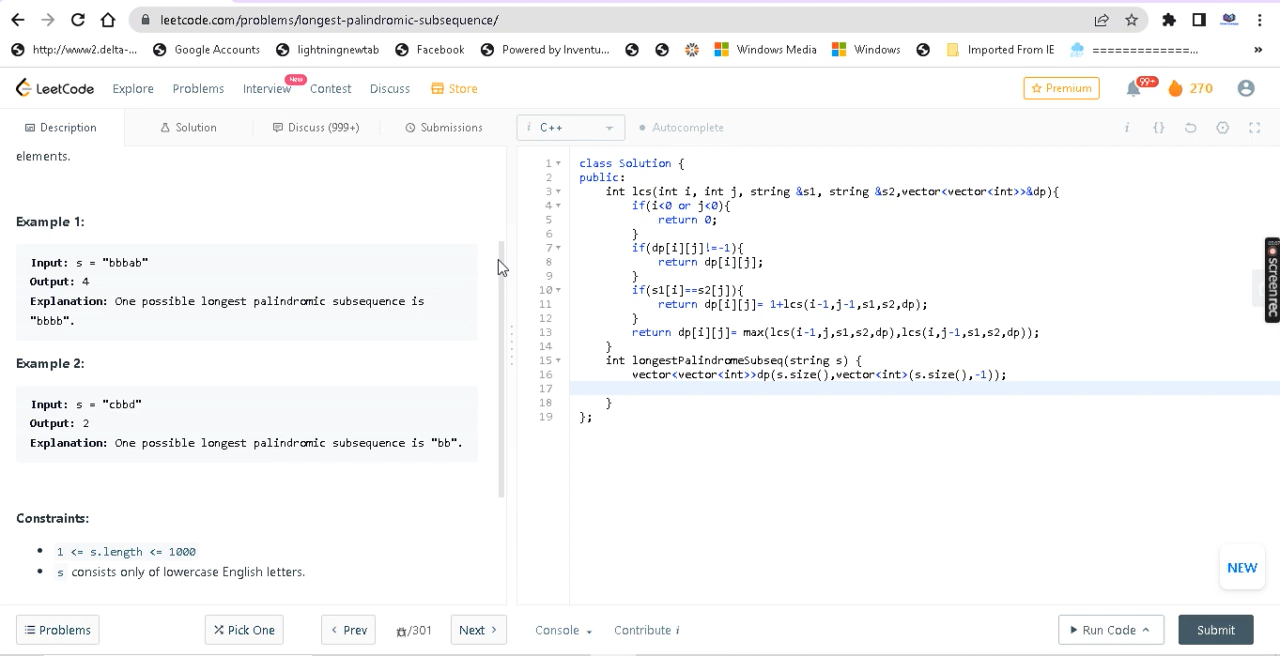 leetcode.com/problems/longest-palindromic-subsequence/
http://www2.delta-... Google Accounts lightningnewtab Facebook Powered by Inventu... Windows Media Windows Imported From IE =============... »
LeetCode Explore Problems Interview New Contest Discuss Store Premium 99+ 270
Description Solution Discuss (999+) Submissions i C++ Autocomplete i {}
elements.
Example 1:
Input: s = "bbbab"
Output: 4
Explanation: One possible longest palindromic subsequence is
"bbbb".
Example 2:
Input: s = "cbbd"
Output: 2
Explanation: One possible longest palindromic subsequence is "bb".
Constraints:
1 <= s.length <= 1000
s consists only of lowercase English letters.
1 class Solution {
2 public:
3 int lcs(int i, int j, string &s1, string &s2,vector<vector<int>>&dp){
4 if(i<0 or j<0){
5 return 0;
6 }
7 if(dp[i][j]!=-1){
8 return dp[i][j];
9 }
10 if(s1[i]==s2[j]){
11 return dp[i][j]= 1+lcs(i-1,j-1,s1,s2,dp);
12 }
13 return dp[i][j]= max(lcs(i-1,j,s1,s2,dp),lcs(i,j-1,s1,s2,dp));
14 }
15 int longestPalindromeSubseq(string s) {
16 vector<vector<int>>dp(s.size(),vector<int>(s.size(),-1));
17
18 }
19 };
screenrec
NEW
Problems Pick One < Prev /301 Next > Console Contribute i Run Code Submit